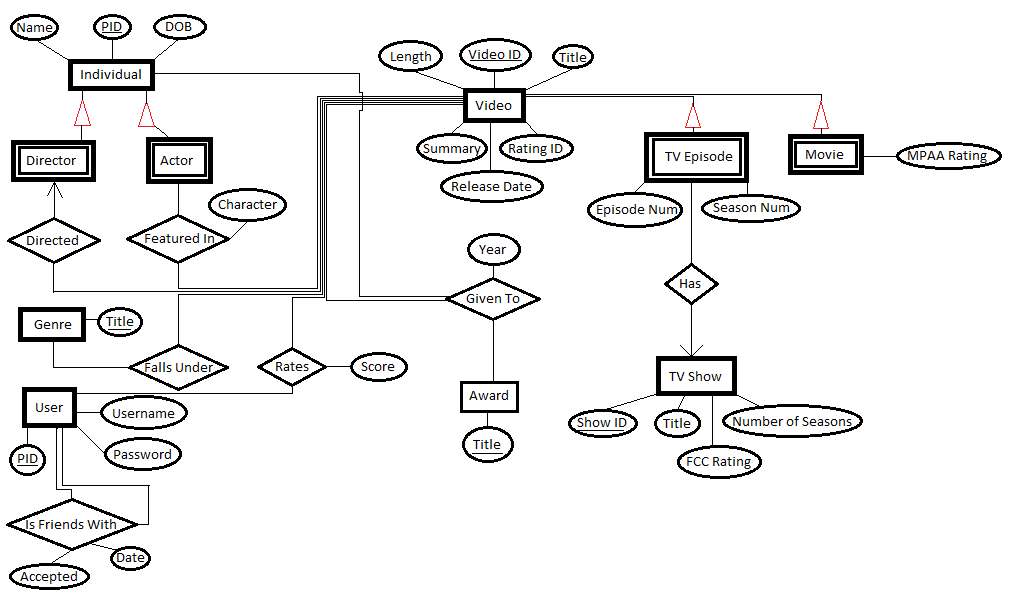 Name
PID
DOB
Individual
Length
Video ID
Title
Video
Summary
Rating ID
Release Date
Director
Actor
TV Episode
Movie
MPAA Rating
Episode Num
Season Num
Character
Directed
Featured In
Year
Given To
Has
Genre
Title
Falls Under
Rates
Score
Award
Title
TV Show
Show ID
Title
Number of Seasons
FCC Rating
User
Username
Password
PID
Is Friends With
Date
Accepted